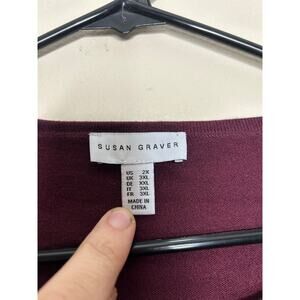 SUSAN GRAVER
US 2X
UK 3XL
DE XXL
IT 3XL
FR 3XL
MADE IN
CHINA